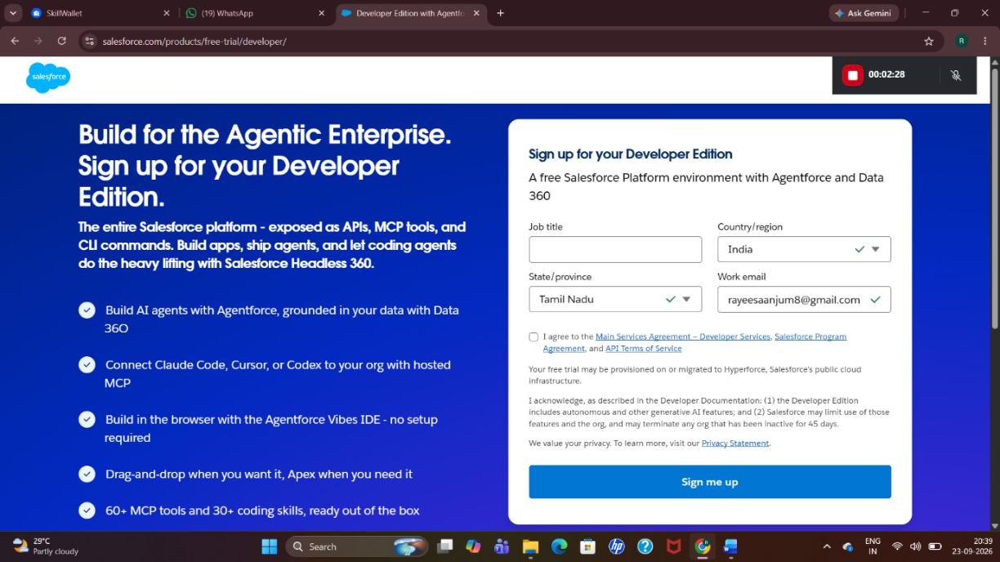 SkillWallet
(19) WhatsApp
Developer Edition with Agentfo
Ask Gemini
salesforce.com/products/free-trial/developer/
R
salesforce
00:02:28
Build for the Agentic Enterprise.
Sign up for your Developer
Edition.
The entire Salesforce platform - exposed as APIs, MCP tools, and
CLI commands. Build apps, ship agents, and let coding agents
do the heavy lifting with Salesforce Headless 360.
Build AI agents with Agentforce, grounded in your data with Data
360
Connect Claude Code, Cursor, or Codex to your org with hosted
MCP
Build in the browser with the Agentforce Vibes IDE - no setup
required
Drag-and-drop when you want it, Apex when you need it
60+ MCP tools and 30+ coding skills, ready out of the box
Sign up for your Developer Edition
A free Salesforce Platform environment with Agentforce and Data
360
Job title
Country/region
India
State/province
Work email
Tamil Nadu
rayeesaanjum8@gmail.com
I agree to the Main Services Agreement – Developer Services, Salesforce Program
Agreement, and API Terms of Service
Your free trial may be provisioned on or migrated to Hyperforce, Salesforce's public cloud
infrastructure.
I acknowledge, as described in the Developer Documentation: (1) the Developer Edition
includes autonomous and other generative AI features; and (2) Salesforce may limit use of those
features and the org, and may terminate any org that has been inactive for 45 days.
We value your privacy. To learn more, visit our Privacy Statement.
Sign me up
29°C
Partly cloudy
Search
hp
ENG
IN
20:39
23-09-2026